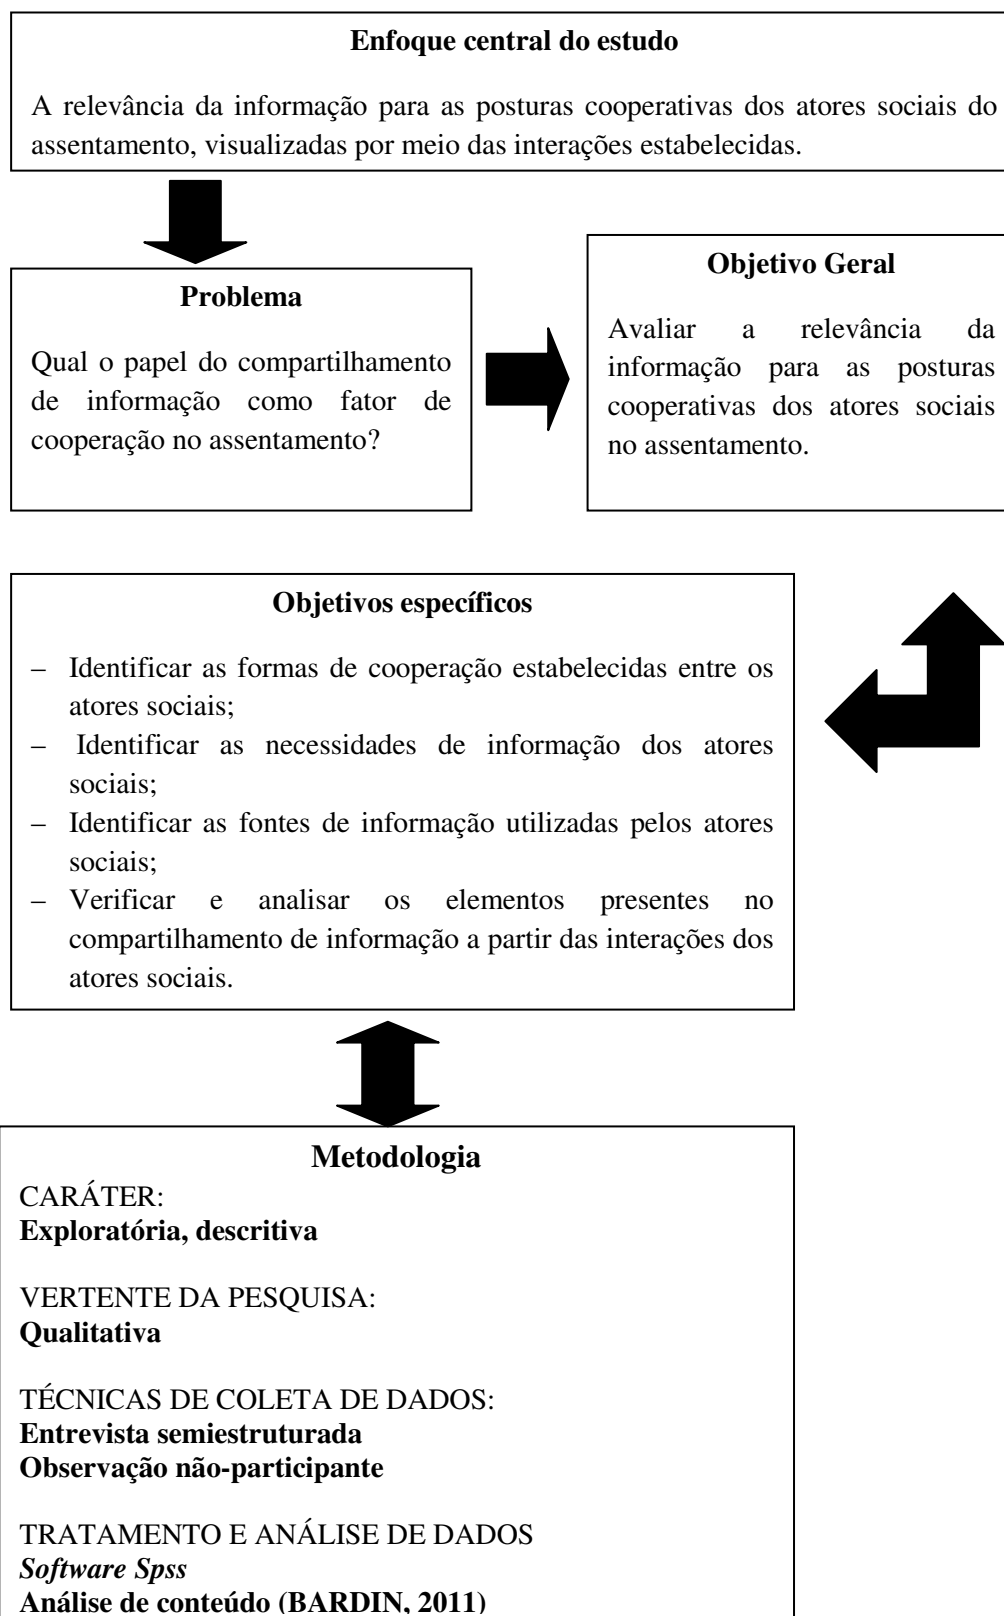 Enfoque central do estudo
A relevância da informação para as posturas cooperativas dos atores sociais do
assentamento, visualizadas por meio das interações estabelecidas.
Problema
Qual o papel do compartilhamento
de informação como fator de
cooperação no assentamento?
Objetivo Geral
Avaliar a relevância da
informação para as posturas
cooperativas dos atores sociais
no assentamento.
Objetivos específicos
– Identificar as formas de cooperação estabelecidas entre os
atores sociais;
– Identificar as necessidades de informação dos atores
sociais;
– Identificar as fontes de informação utilizadas pelos atores
sociais;
– Verificar e analisar os elementos presentes no
compartilhamento de informação a partir das interações dos
atores sociais.
Metodologia
CARÁTER:
Exploratória, descritiva
VERTENTE DA PESQUISA:
Qualitativa
TÉCNICAS DE COLETA DE DADOS:
Entrevista semiestruturada
Observação não-participante
TRATAMENTO E ANÁLISE DE DADOS
Software Spss
Análise de conteúdo (BARDIN, 2011)